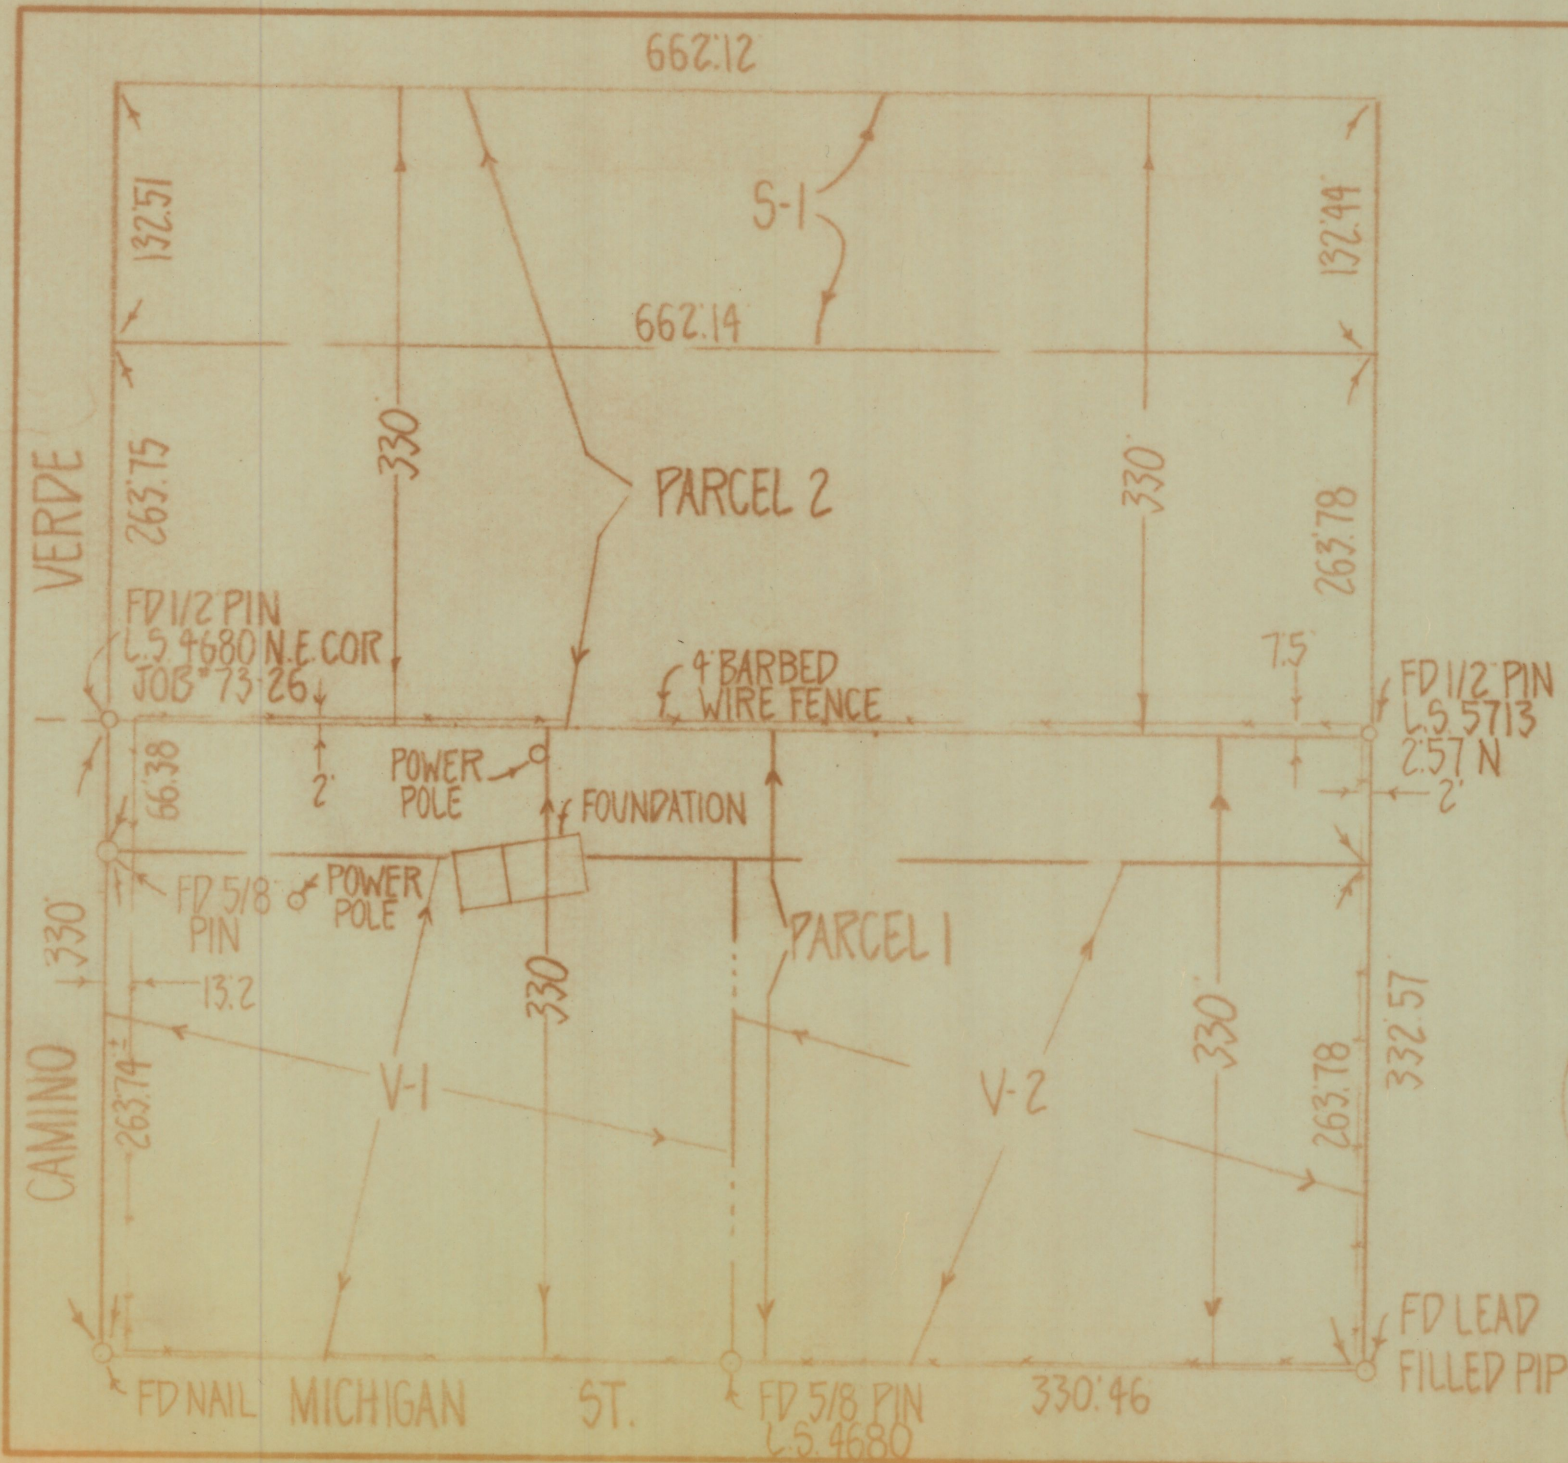 662.12
132.51
S-1
132.44
662.14
VERDE
263.75
330
PARCEL 2
330
263.78
FD 1/2" PIN
L.S. 4680 N.E. COR
JOB # 73-26
4' BARBED
WIRE FENCE
7.5
FD 1/2" PIN
L.S. 5713
2.57 N
2'
66.38
2'
POWER
POLE
FOUNDATION
FD 5/8
PIN
POWER
POLE
PARCEL 1
330'
13.2
330
330'
332.57
CAMINO
263.74±
V-1
V-2
263.78
FD LEAD
FILLED PIP
FD NAIL
MICHIGAN ST.
FD 5/8 PIN
L.S. 4680
330.46